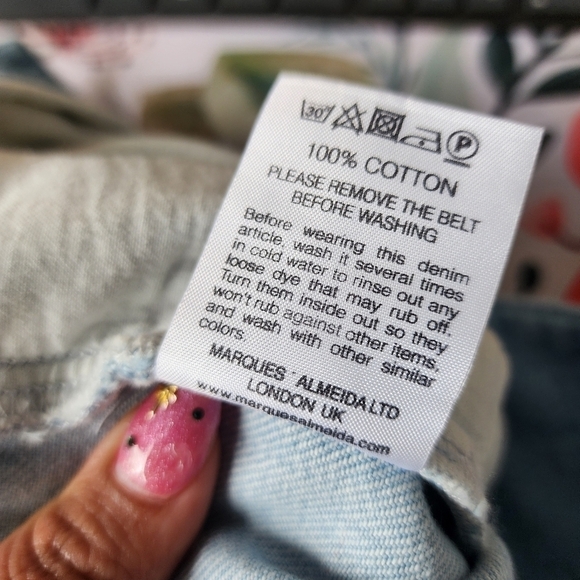 30
P
100% COTTON
PLEASE REMOVE THE BELT
BEFORE WASHING
Before wearing this denim
article, wash it several times
in cold water to rinse out any
loose dye that may rub off.
Turn them inside out so they
won't rub against other items,
and wash with other similar
colors.
MARQUES ' ALMEIDA LTD
LONDON UK
www.marquesalmeida.com